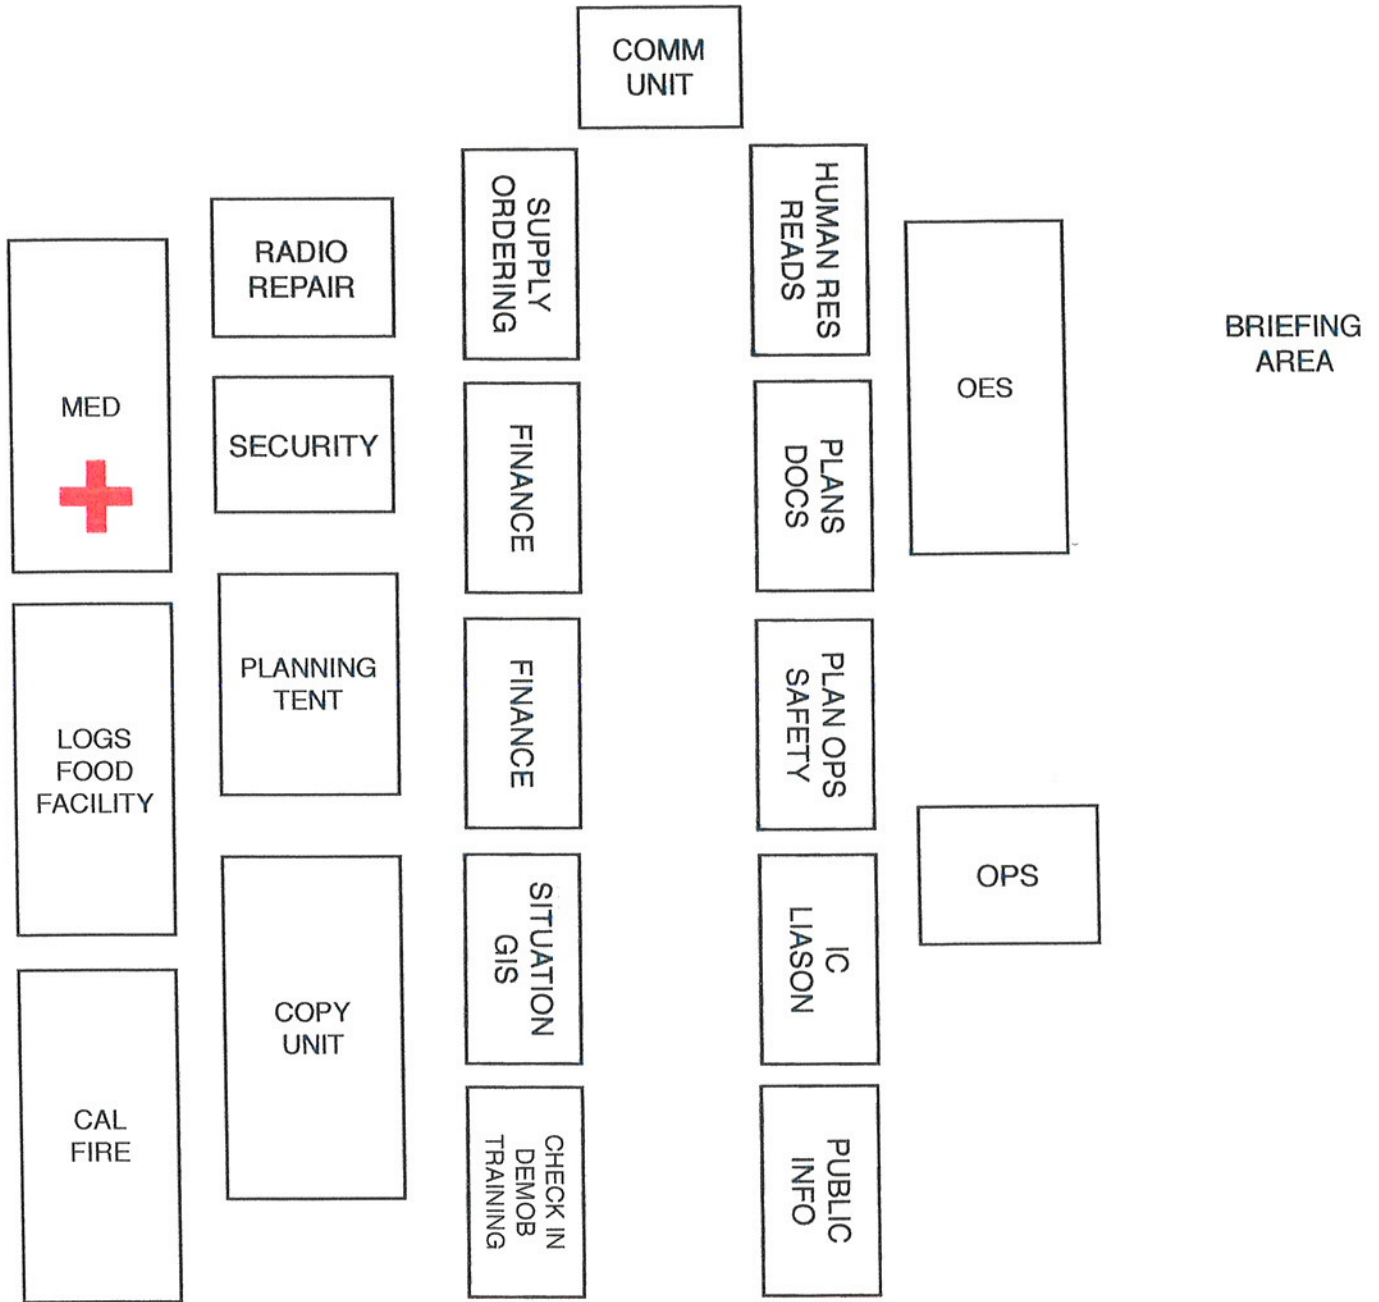 COMM
UNIT
SUPPLY
ORDERING
HUMAN RES
READS
RADIO
REPAIR
MED
OES
BRIEFING
AREA
SECURITY
FINANCE
PLANS
DOCS
PLANNING
TENT
FINANCE
PLAN OPS
SAFETY
LOGS
FOOD
FACILITY
OPS
COPY
UNIT
SITUATION
GIS
IC
LIASON
CAL
FIRE
CHECK IN
DEMOB
TRAINING
PUBLIC
INFO